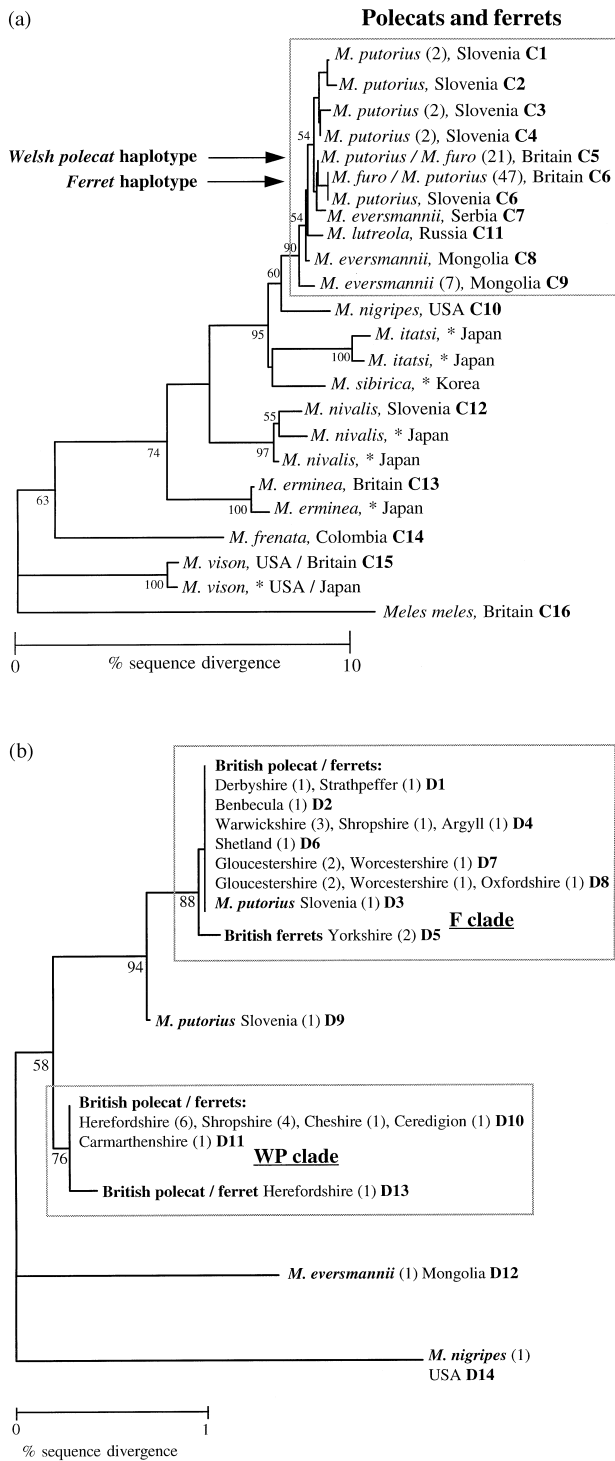 (a)
Polecats and ferrets
M. putorius (2), Slovenia C1
M. putorius, Slovenia C2
M. putorius (2), Slovenia C3
M. putorius (2), Slovenia C4
54
Welsh polecat haplotype
M. putorius / M. furo (21), Britain C5
Ferret haplotype
M. furo / M. putorius (47), Britain C6
M. putorius, Slovenia C6
54
M. eversmannii, Serbia C7
M. lutreola, Russia C11
90
M. eversmannii, Mongolia C8
60
M. eversmannii (7), Mongolia C9
M. nigripes, USA C10
95
M. itatsi, * Japan
100
M. itatsi, * Japan
M. sibirica, * Korea
55
M. nivalis, Slovenia C12
M. nivalis, * Japan
74
97
M. nivalis, * Japan
M. erminea, Britain C13
63
100
M. erminea, * Japan
M. frenata, Colombia C14
M. vison, USA / Britain C15
100
M. vison, * USA / Japan
Meles meles, Britain C16
0
% sequence divergence
10
(b)
British polecat / ferrets:
Derbyshire (1), Strathpeffer (1) D1
Benbecula (1) D2
Warwickshire (3), Shropshire (1), Argyll (1) D4
Shetland (1) D6
Gloucestershire (2), Worcestershire (1) D7
Gloucestershire (2), Worcestershire (1), Oxfordshire (1) D8
88
M. putorius Slovenia (1) D3
F clade
British ferrets Yorkshire (2) D5
94
M. putorius Slovenia (1) D9
58
British polecat / ferrets:
Herefordshire (6), Shropshire (4), Cheshire (1), Ceredigion (1) D10
Carmarthenshire (1) D11
76
WP clade
British polecat / ferret Herefordshire (1) D13
M. eversmannii (1) Mongolia D12
M. nigripes (1)
USA D14
0
1
% sequence divergence